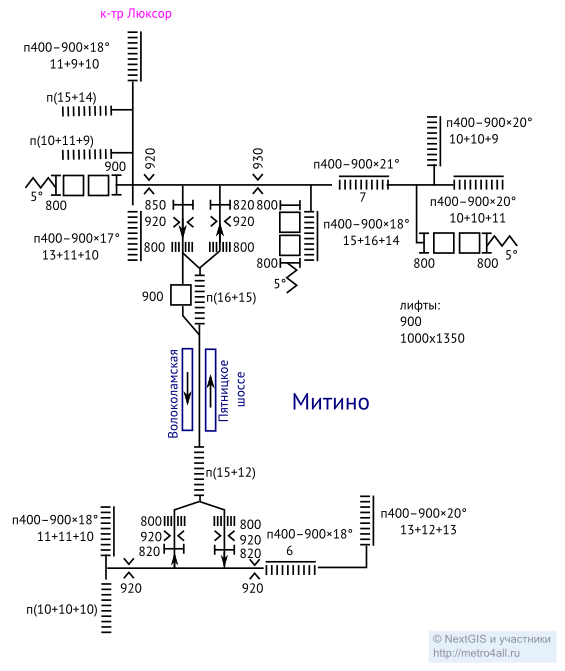 к-тр Люксор
п400–900×18°
11+9+10
п(15+14)
п(10+11+9)
900
920
930
5°
800
850
820
800
920
920
800
800
п400–900×17°
13+11+10
800
5°
п400–900×18°
15+16+14
п400–900×21°
7
п400–900×20°
10+10+9
п400–900×20°
10+10+11
800
800
5°
900
п(16+15)
лифты:
900
1000x1350
Волоколамская
Пятницкое
шоссе
Митино
п(15+12)
п400–900×18°
11+11+10
800
920
820
800
920
820
п400–900×18°
6
п400–900×20°
13+12+13
920
920
п(10+10+10)
© NextGIS и участники
http://metro4all.ru